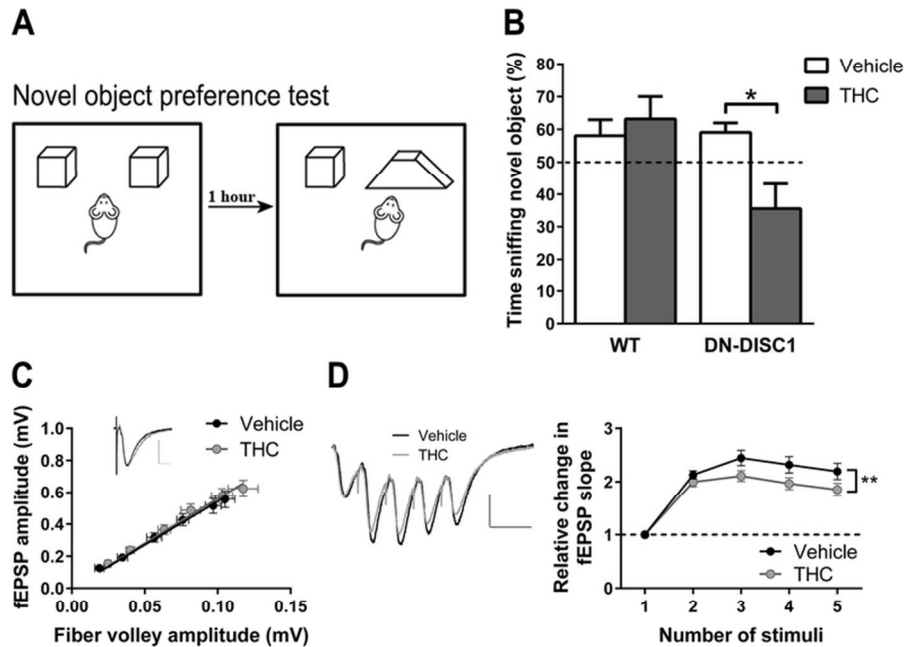 A
Novel object preference test
1 hour
B
Time sniffing novel object (%)
80
70
60
50
40
30
20
10
0
*
Vehicle
THC
WT
DN-DISC1
C
fEPSP amplitude (mV)
1.0
0.8
0.6
0.4
0.2
0.0
Vehicle
THC
0.00
0.05
0.10
0.15
Fiber volley amplitude (mV)
D
Vehicle
THC
Relative change in
fEPSP slope
3
2
1
0
**
Vehicle
THC
1
2
3
4
5
Number of stimuli